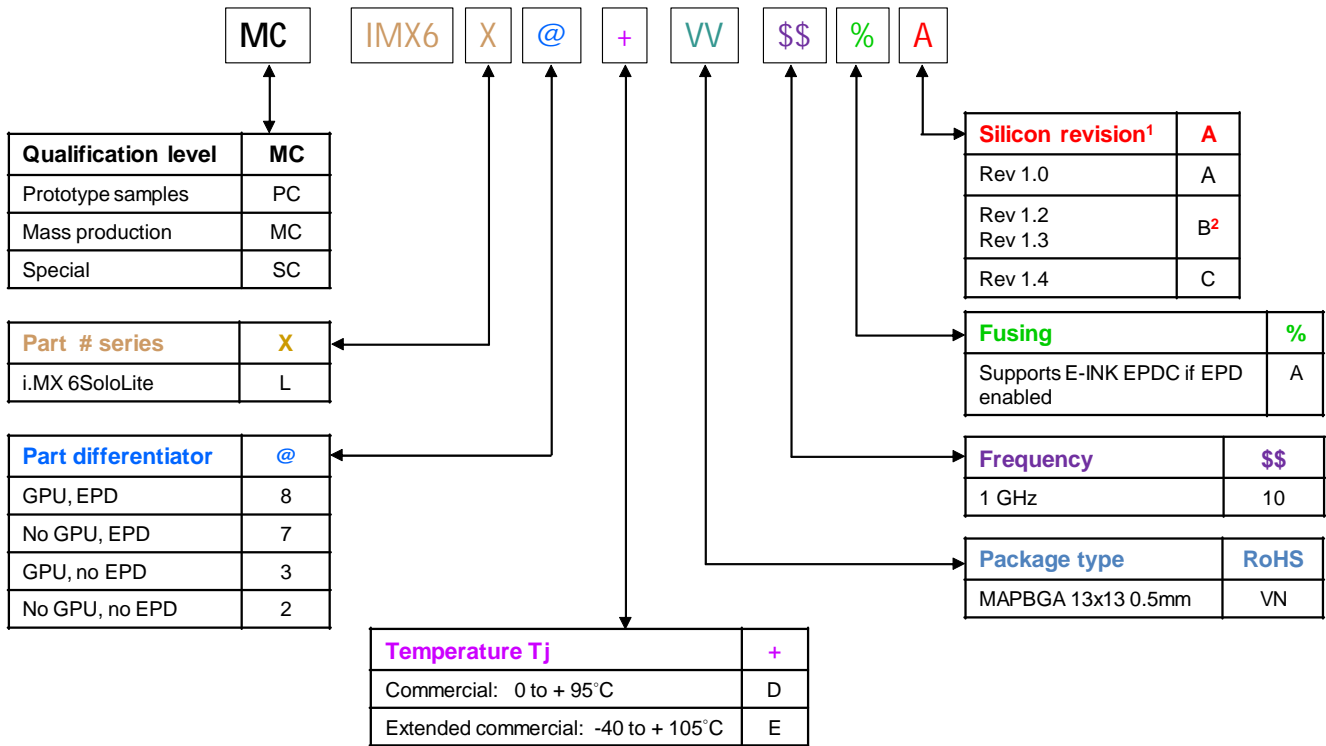 MC IMX6 X @ + VV $$ % A
Qualification level MC
Prototype samples PC
Mass production MC
Special SC
Part # series X
i.MX 6SoloLite L
Part differentiator @
GPU, EPD 8
No GPU, EPD 7
GPU, no EPD 3
No GPU, no EPD 2
Temperature Tj +
Commercial: 0 to + 95°C D
Extended commercial: -40 to + 105°C E
Silicon revision¹ A
Rev 1.0 A
Rev 1.2
Rev 1.3 B²
Rev 1.4 C
Fusing %
Supports E-INK EPDC if EPD
enabled A
Frequency $$
1 GHz 10
Package type RoHS
MAPBGA 13x13 0.5mm VN